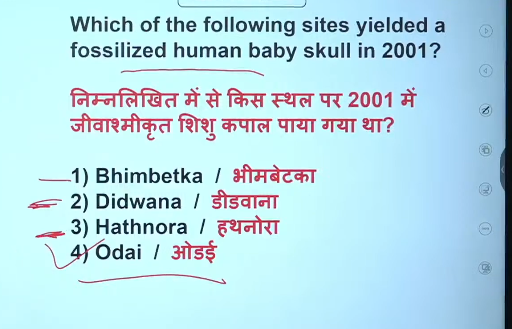 Which of the following sites yielded a
fossilized human baby skull in 2001?
निम्नलिखित में से किस स्थल पर 2001 में
जीवाश्मीकृत शिशु कपाल पाया गया था?
1) Bhimbetka / भीमबेटका
2) Didwana / डीडवाना
3) Hathnora / हथनोरा
4) Odai / ओडई